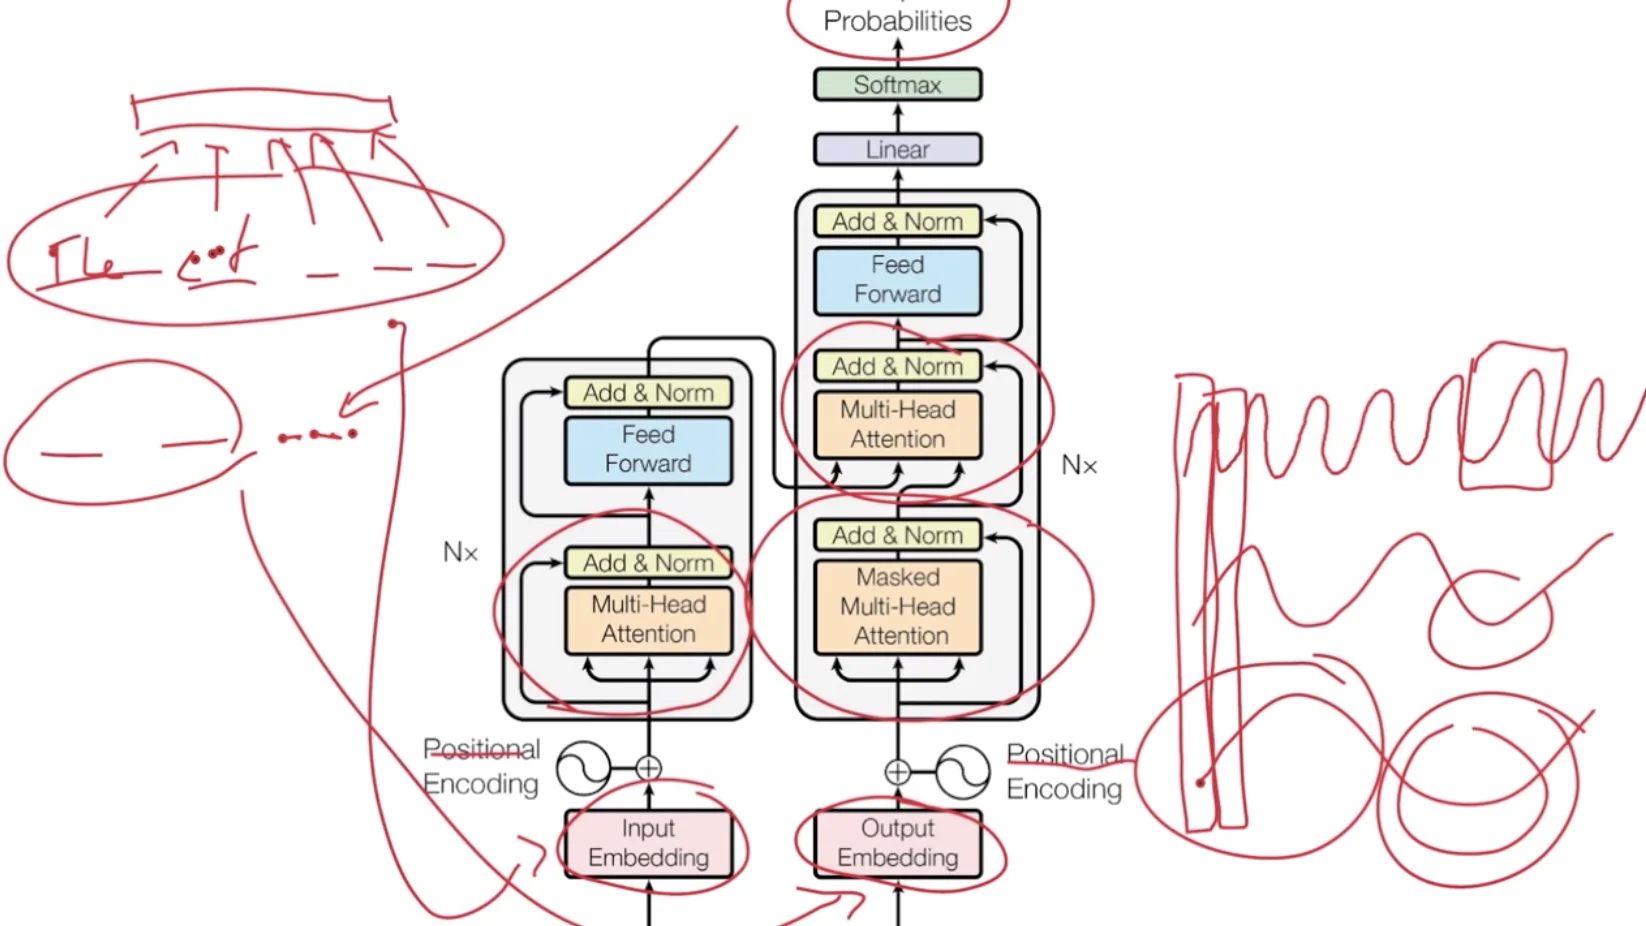 Probabilities
Softmax
Linear
Add & Norm
Feed
Forward
Add & Norm
Multi-Head
Attention
Nx
Add & Norm
Masked
Multi-Head
Attention
Positional
Encoding
Output
Embedding
Add & Norm
Feed
Forward
Nx
Add & Norm
Multi-Head
Attention
Positional
Encoding
Input
Embedding
The cat